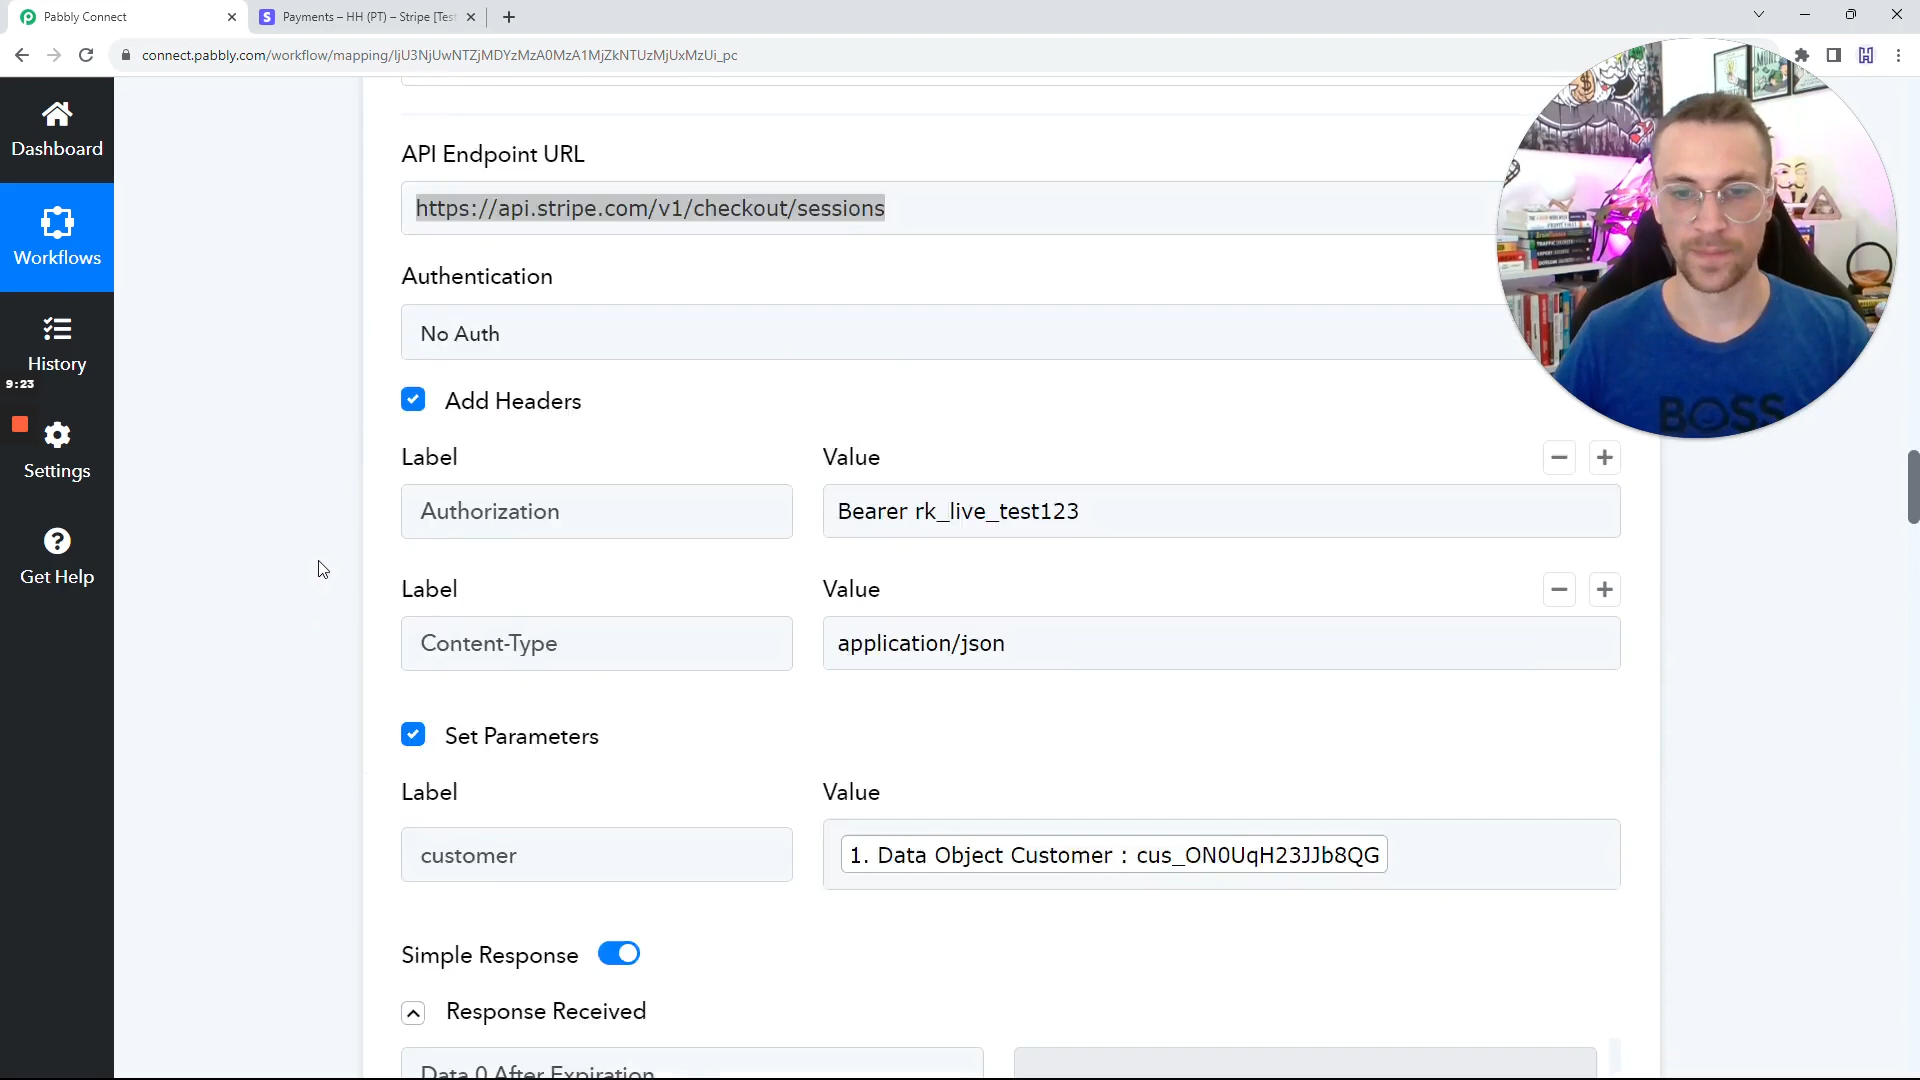 Pabbly Connect
Payments – HH (PT) – Stripe [Test
connect.pabbly.com/workflow/mapping/IjU3NjUwNTZjMDYzMzA0MzA1MjZkNTUzMjUxMzUi_pc
Dashboard
Workflows
History
9:23
Settings
Get Help
API Endpoint URL
https://api.stripe.com/v1/checkout/sessions
Authentication
No Auth
Add Headers
Label
Value
Authorization
Bearer rk_live_test123
Label
Value
Content-Type
application/json
Set Parameters
Label
Value
customer
1. Data Object Customer : cus_ON0UqH23JJb8QG
Simple Response
Response Received
Data 0 After Expiration
BOSS